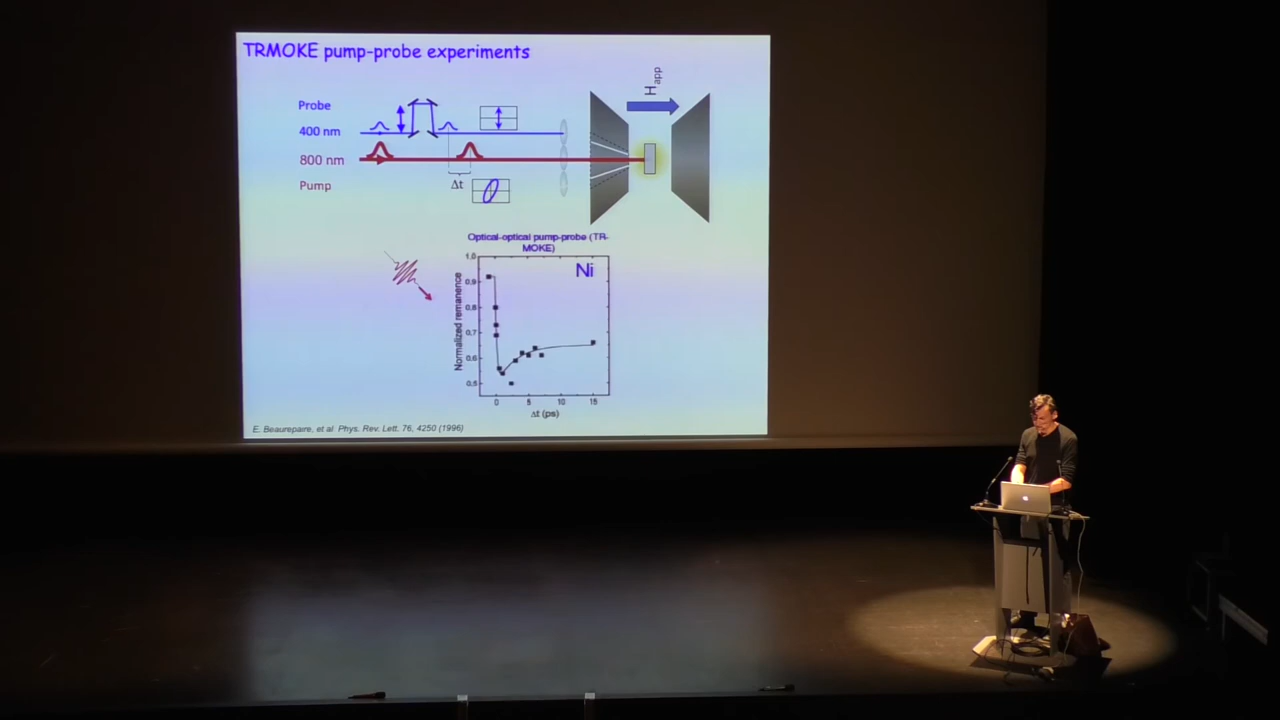 TRMOKE pump-probe experiments
Probe
400 nm
800 nm
Pump
Δt
H app
Optical-optical pump-probe (TR-
MOKE)
Ni
Normalized remanence
1,0
0,9
0,8
0,7
0,6
0,5
0 5 10 15
Δt (ps)
E. Beaurepaire, et al Phys. Rev. Lett. 76, 4250 (1996)